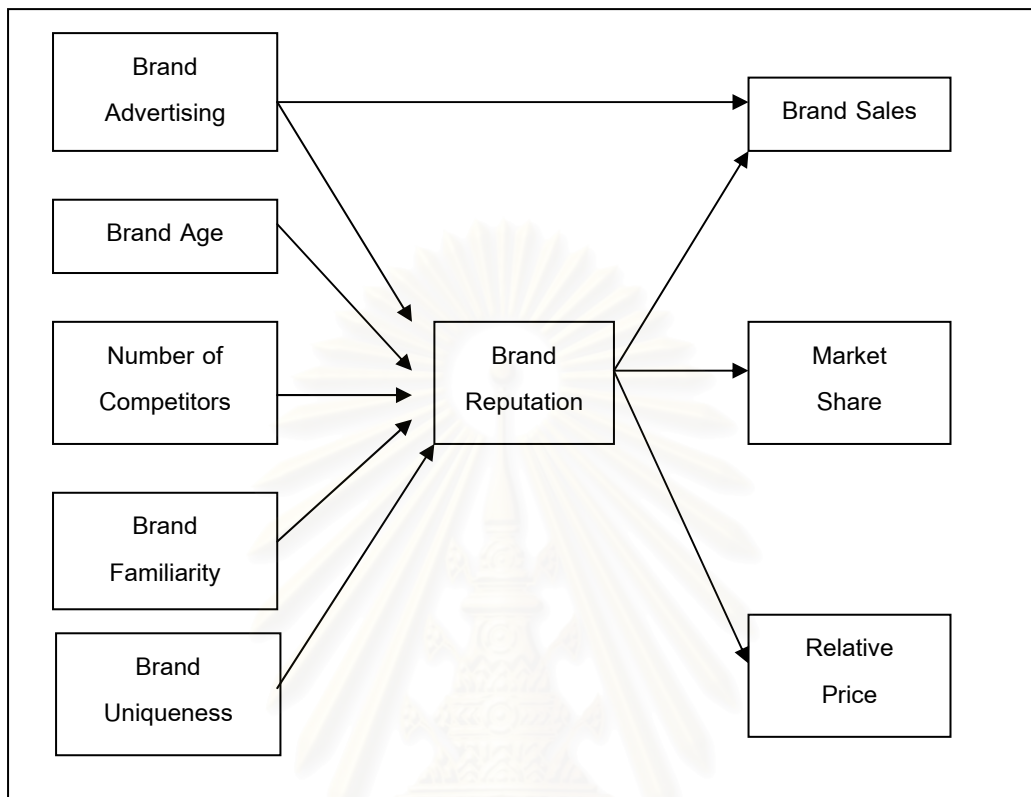 Brand
Advertising
Brand Sales
Brand Age
Number of
Competitors
Brand
Reputation
Market
Share
Brand
Familiarity
Brand
Uniqueness
Relative
Price